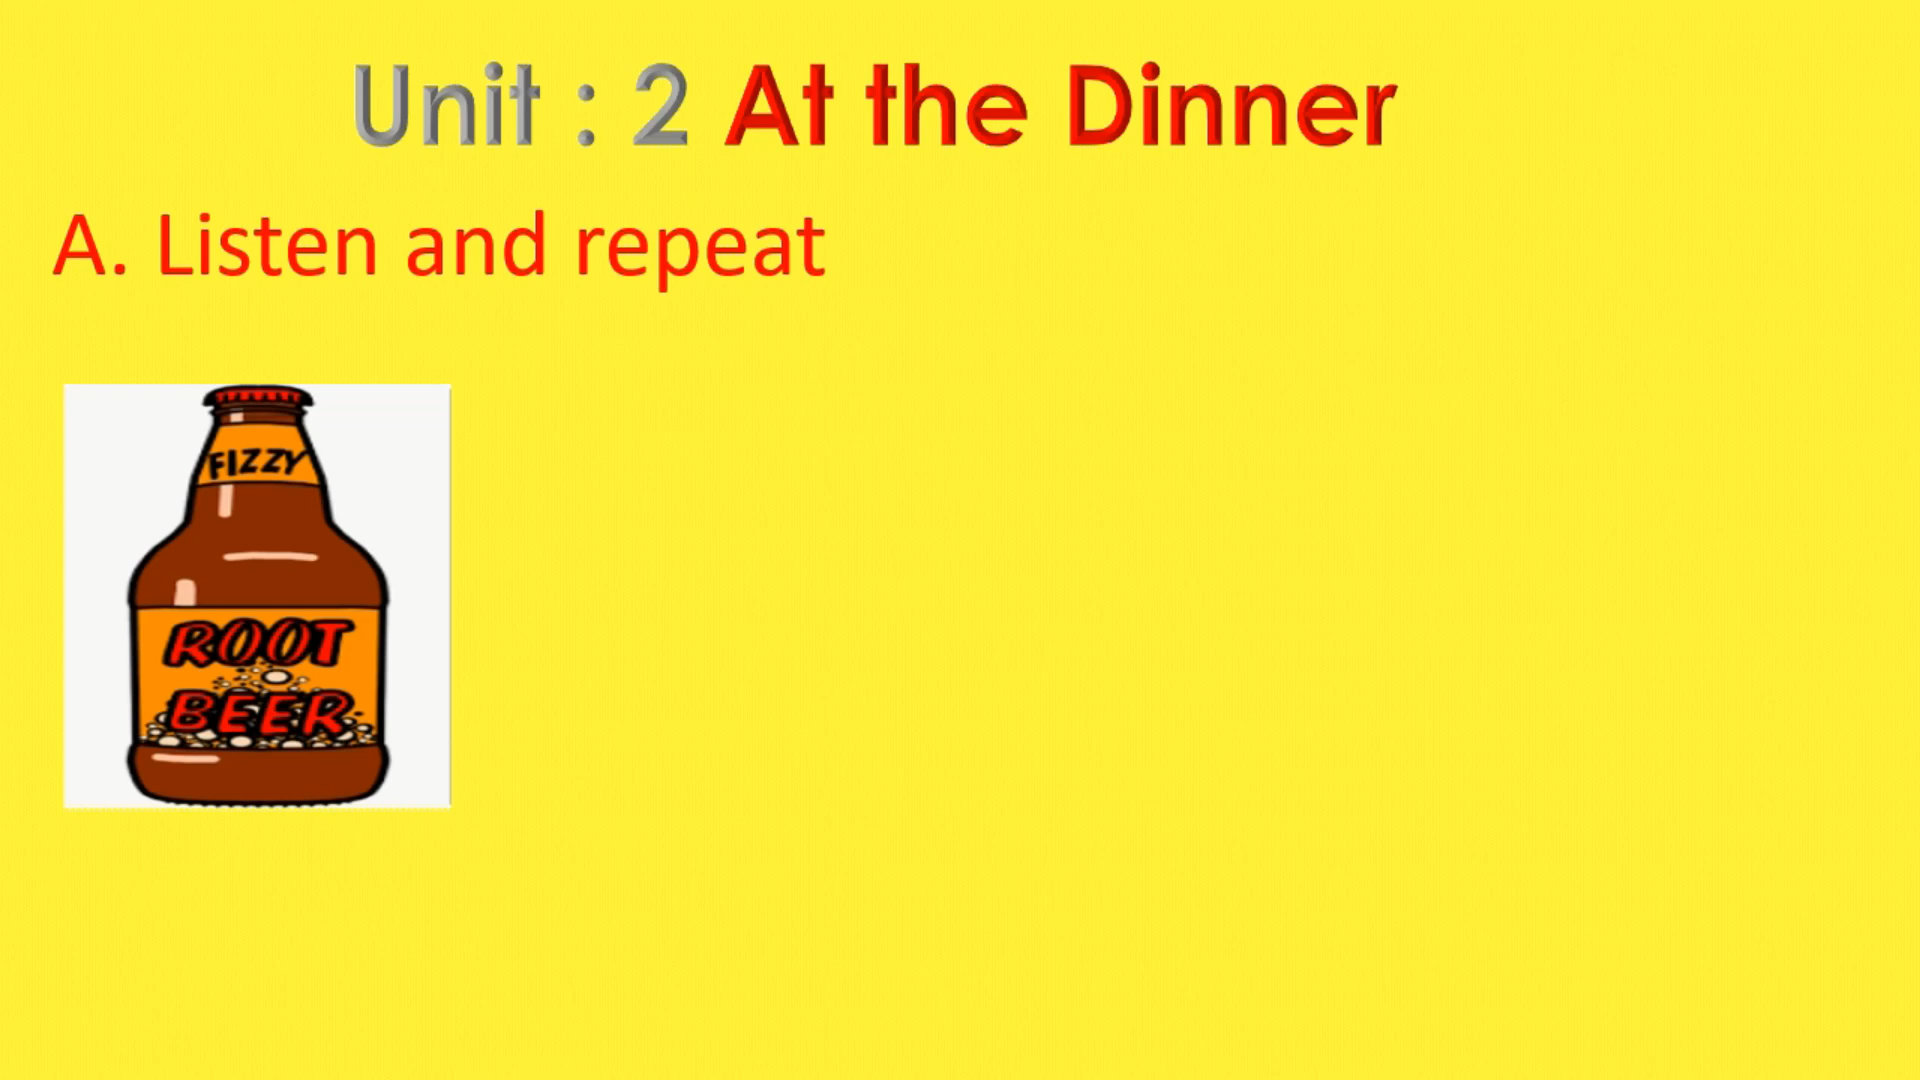 Unit : 2 At the Dinner
A. Listen and repeat
FIZZY
ROOT
BEER